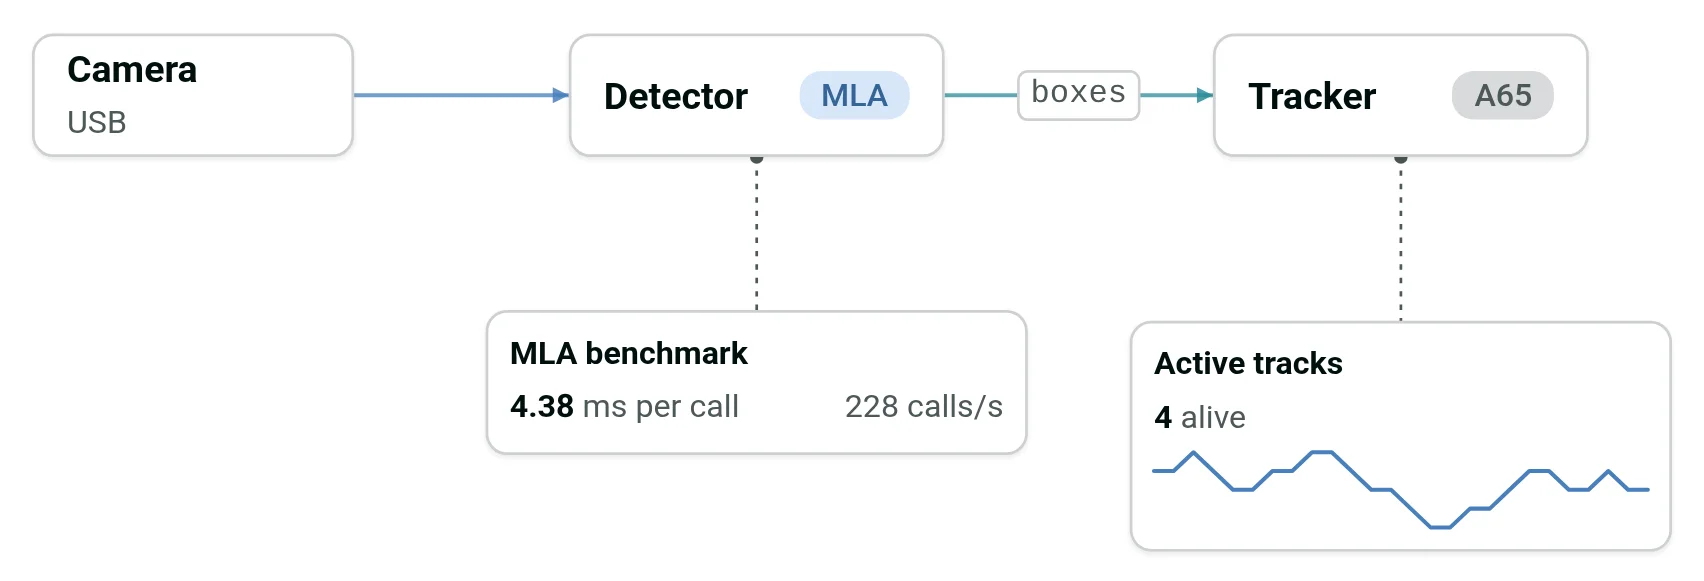 Camera
USB
Detector
MLA
boxes
Tracker
A65
MLA benchmark
4.38 ms per call
228 calls/s
Active tracks
4 alive